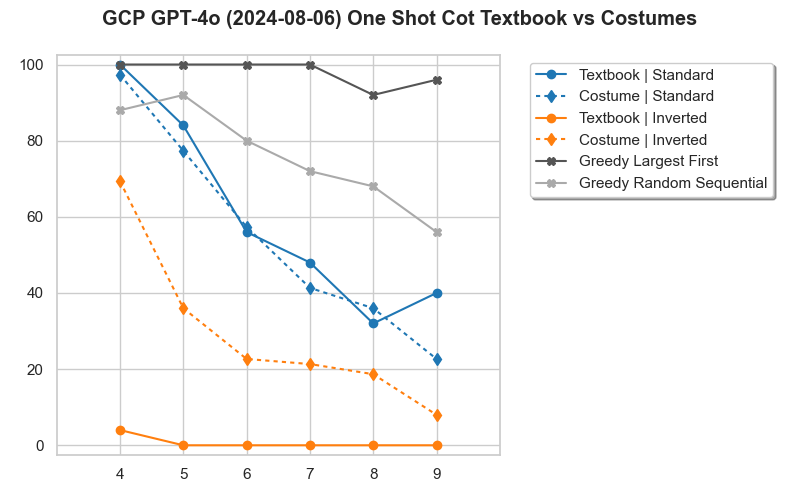 GCP GPT-4o (2024-08-06) One Shot Cot Textbook vs Costumes
100
80
60
40
20
0
4 5 6 7 8 9
Textbook | Standard
Costume | Standard
Textbook | Inverted
Costume | Inverted
Greedy Largest First
Greedy Random Sequential